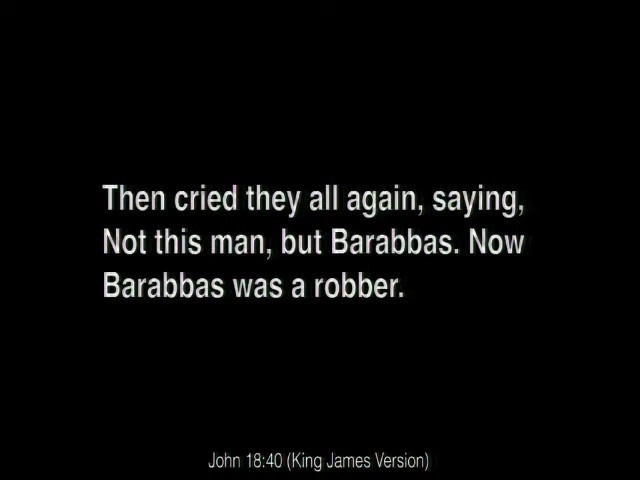 Then cried they all again, saying,
Not this man, but Barabbas. Now
Barabbas was a robber.
John 18:40 (King James Version)